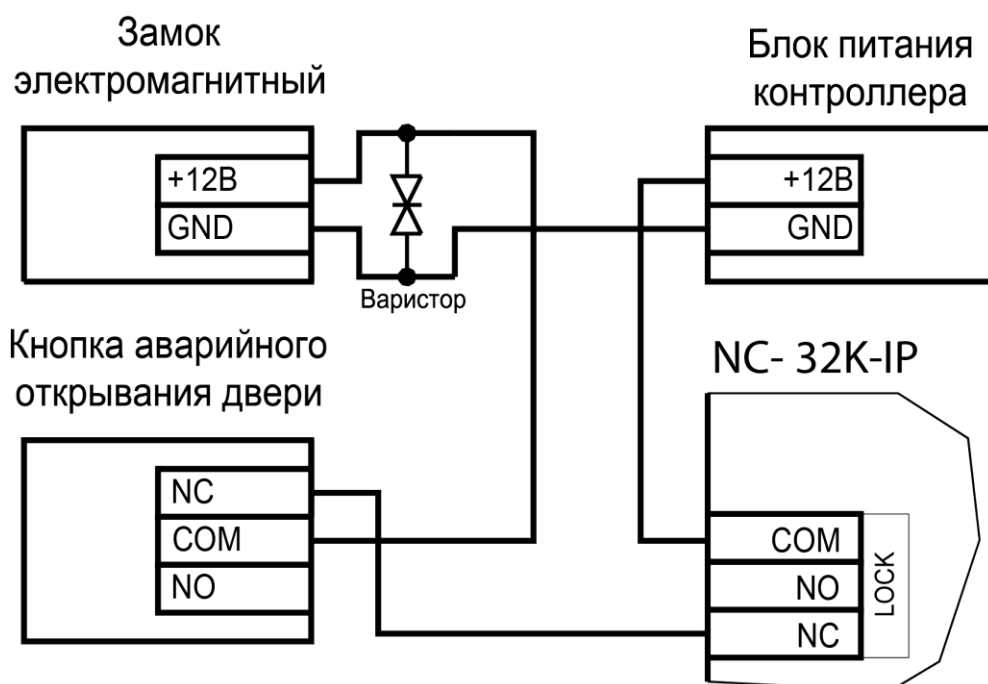 Замок
электромагнитный
+12В
GND
Варистор
Блок питания
контроллера
+12В
GND
Кнопка аварийного
открывания двери
NC
COM
NO
NC- 32K-IP
COM
NO
NC
LOCK